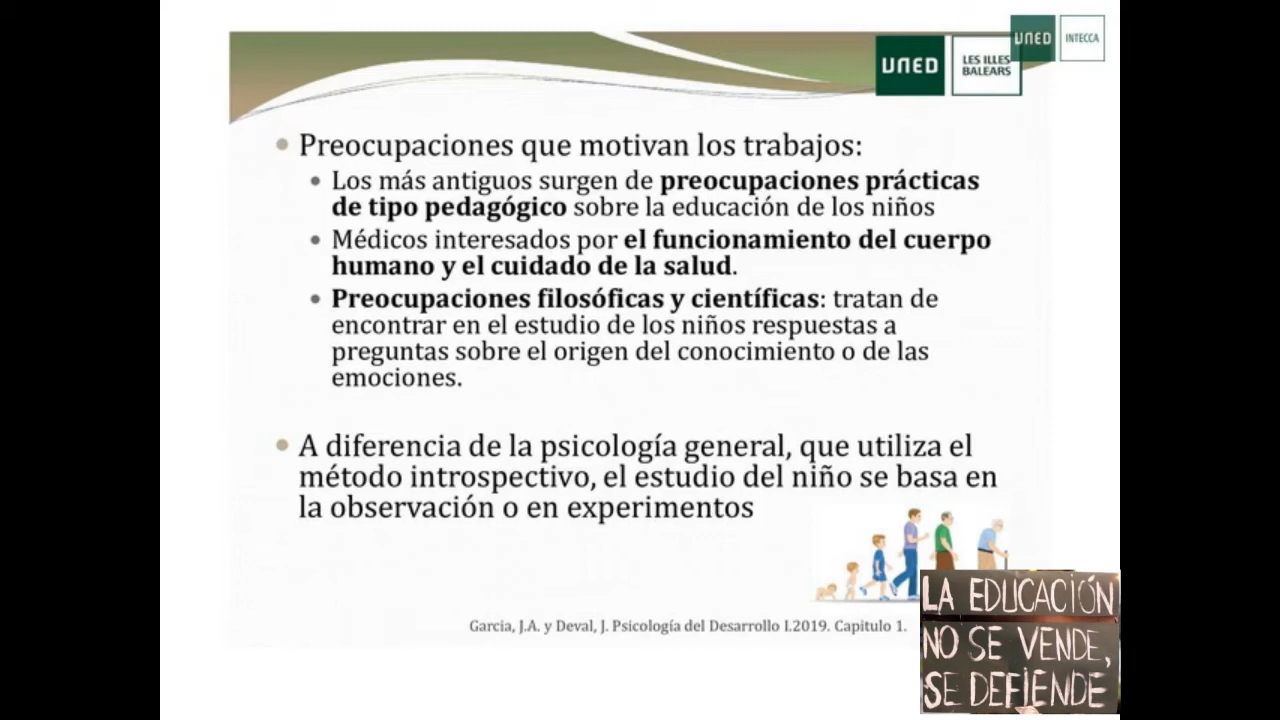 UNED
INTECCA
UNED
LES ILLES
BALEARS
Preocupaciones que motivan los trabajos:
Los más antiguos surgen de preocupaciones prácticas
de tipo pedagógico sobre la educación de los niños
Médicos interesados por el funcionamiento del cuerpo
humano y el cuidado de la salud.
Preocupaciones filosóficas y científicas: tratan de
encontrar en el estudio de los niños respuestas a
preguntas sobre el origen del conocimiento o de las
emociones.
A diferencia de la psicología general, que utiliza el
método introspectivo, el estudio del niño se basa en
la observación o en experimentos
Garcia, J.A. y Deval, J. Psicología del Desarrollo I.2019. Capitulo 1.
LA EDUCACIÓN
NO SE VENDE,
SE DEFIENDE